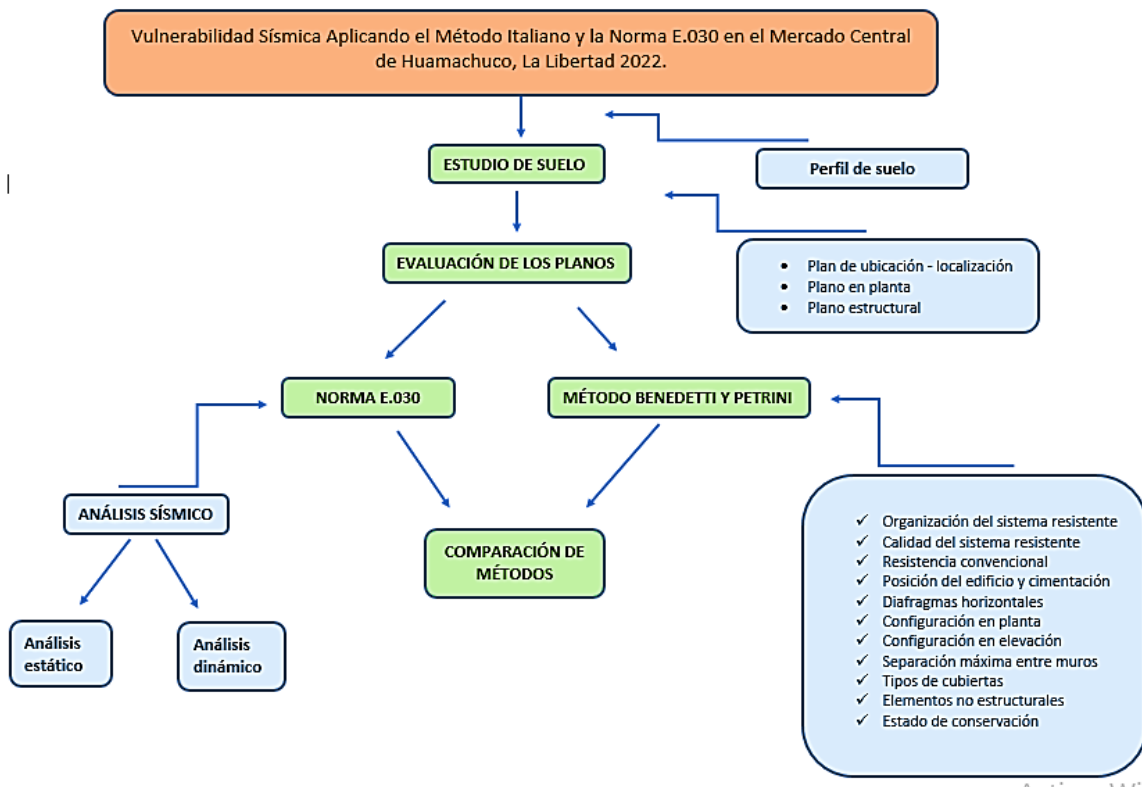 Vulnerabilidad Sísmica Aplicando el Método Italiano y la Norma E.030 en el Mercado Central
de Huamachuco, La Libertad 2022.
ESTUDIO DE SUELO
Perfil de suelo
EVALUACIÓN DE LOS PLANOS
• Plan de ubicación - localización
• Plano en planta
• Plano estructural
NORMA E.030
MÉTODO BENEDETTI Y PETRINI
ANÁLISIS SÍSMICO
COMPARACIÓN DE
MÉTODOS
Análisis
estático
Análisis
dinámico
✓ Organización del sistema resistente
✓ Calidad del sistema resistente
✓ Resistencia convencional
✓ Posición del edificio y cimentación
✓ Diafragmas horizontales
✓ Configuración en planta
✓ Configuración en elevación
✓ Separación máxima entre muros
✓ Tipos de cubiertas
✓ Elementos no estructurales
✓ Estado de conservación